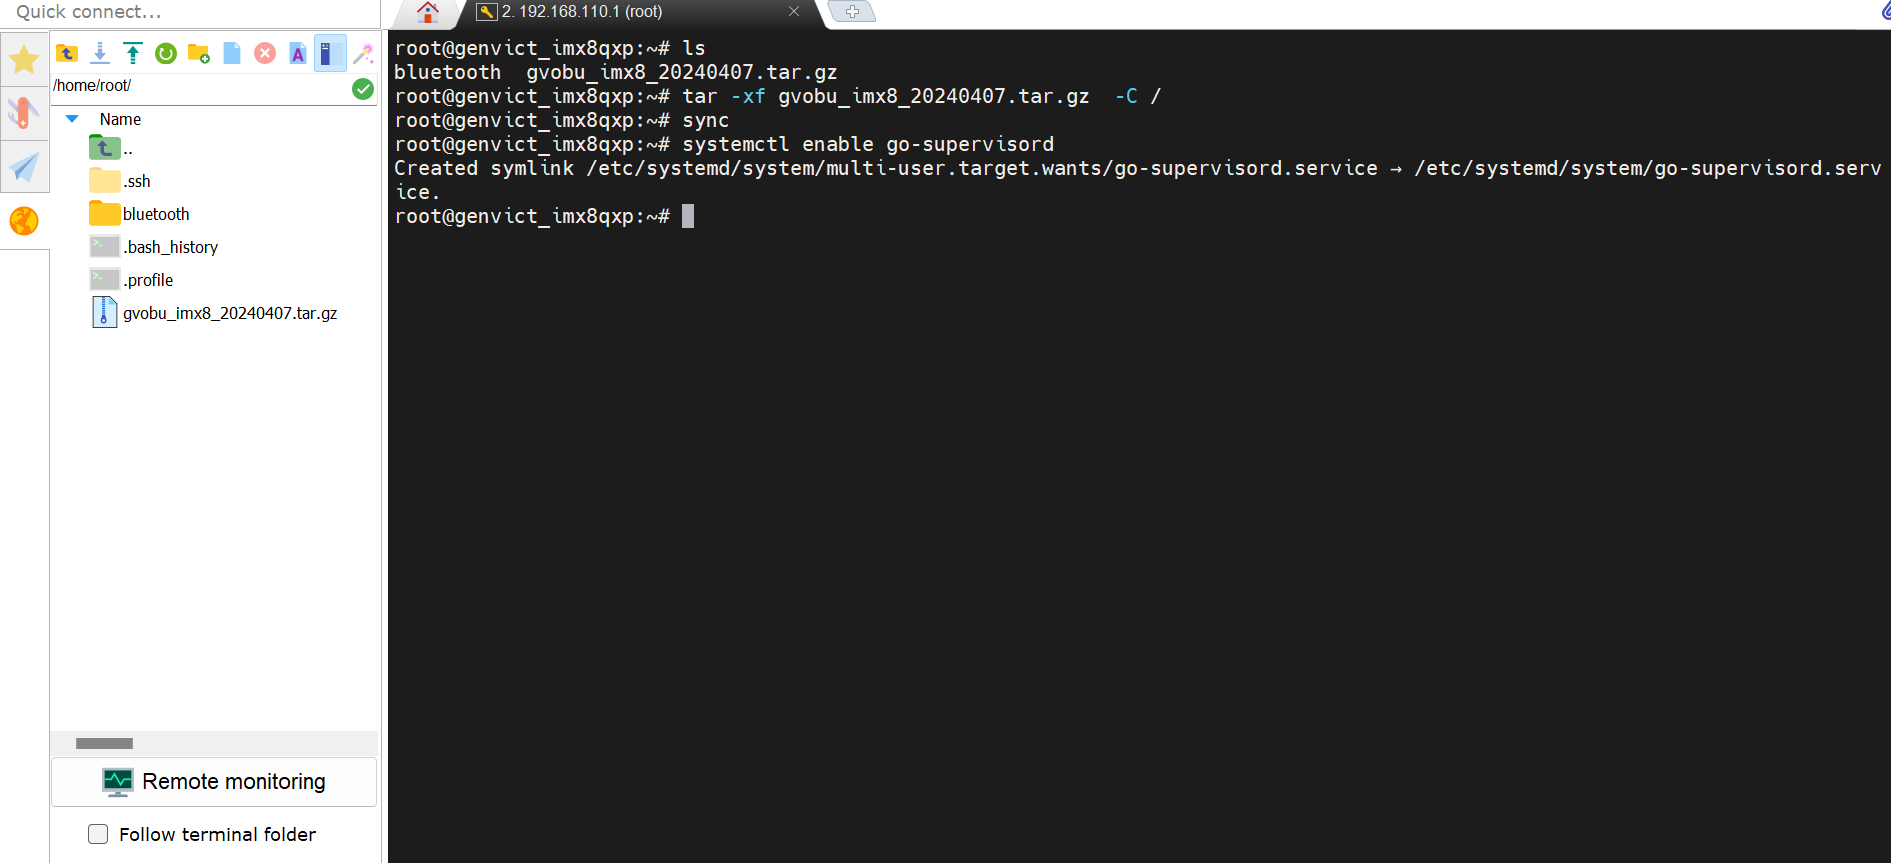 Quick connect...
2. 192.168.110.1 (root)
/home/root/
Name
..
.ssh
bluetooth
.bash_history
.profile
gvobu_imx8_20240407.tar.gz
Remote monitoring
Follow terminal folder
root@genvict_imx8qxp:~# ls
bluetooth  gvobu_imx8_20240407.tar.gz
root@genvict_imx8qxp:~# tar -xf gvobu_imx8_20240407.tar.gz  -C /
root@genvict_imx8qxp:~# sync
root@genvict_imx8qxp:~# systemctl enable go-supervisord
Created symlink /etc/systemd/system/multi-user.target.wants/go-supervisord.service → /etc/systemd/system/go-supervisord.serv
ice.
root@genvict_imx8qxp:~#